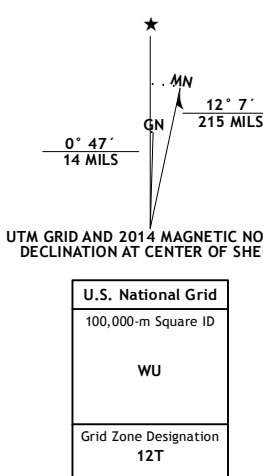 MN
GN
12° 7´
215 MILS
0° 47´
14 MILS
UTM GRID AND 2014 MAGNETIC NO
DECLINATION AT CENTER OF SHE
U.S. National Grid
100,000-m Square ID
WU
Grid Zone Designation
12T